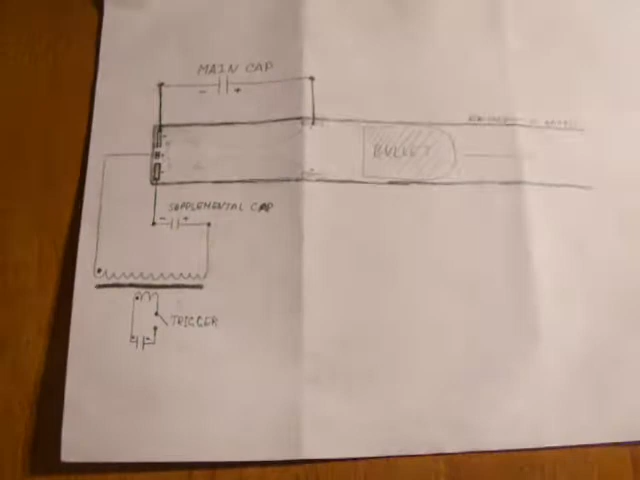 MAIN CAP
- +
BULLET
SUPPLEMENTAL CAP
- +
TRIGGER